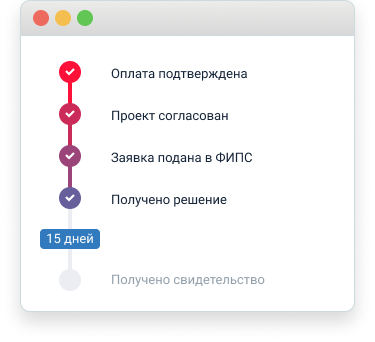 Оплата подтверждена
Проект согласован
Заявка подана в ФИПС
Получено решение
15 дней
Получено свидетельство